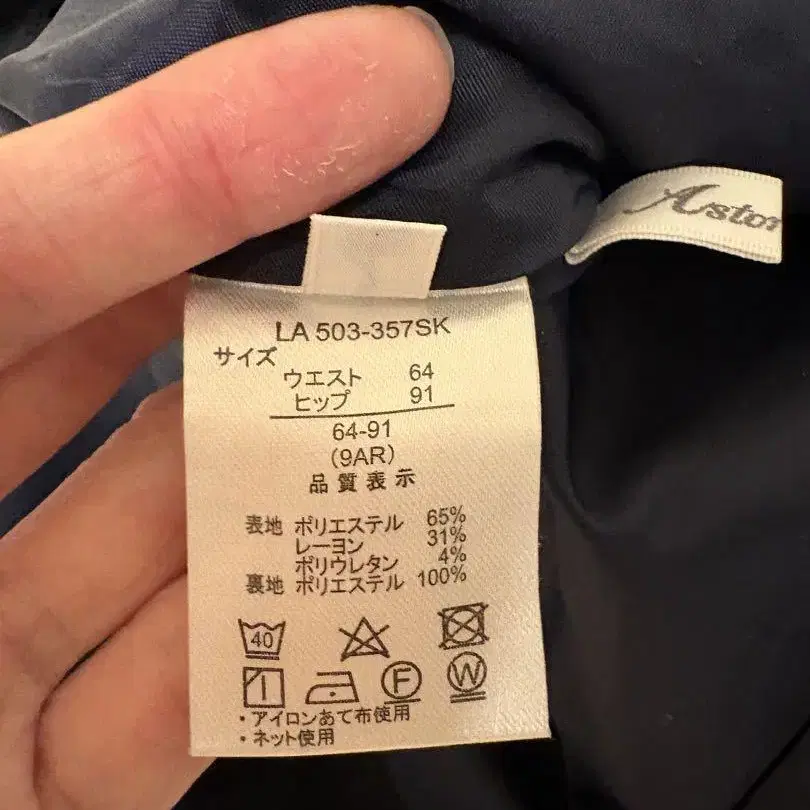 Astor
LA 503-357SK
サイズ
ウエスト 64
ヒップ 91
64-91
(9AR)
品質表示
表地 ポリエステル 65%
レーヨン 31%
ポリウレタン 4%
裏地 ポリエステル 100%
40
F W
・アイロンあて布使用
・ネット使用